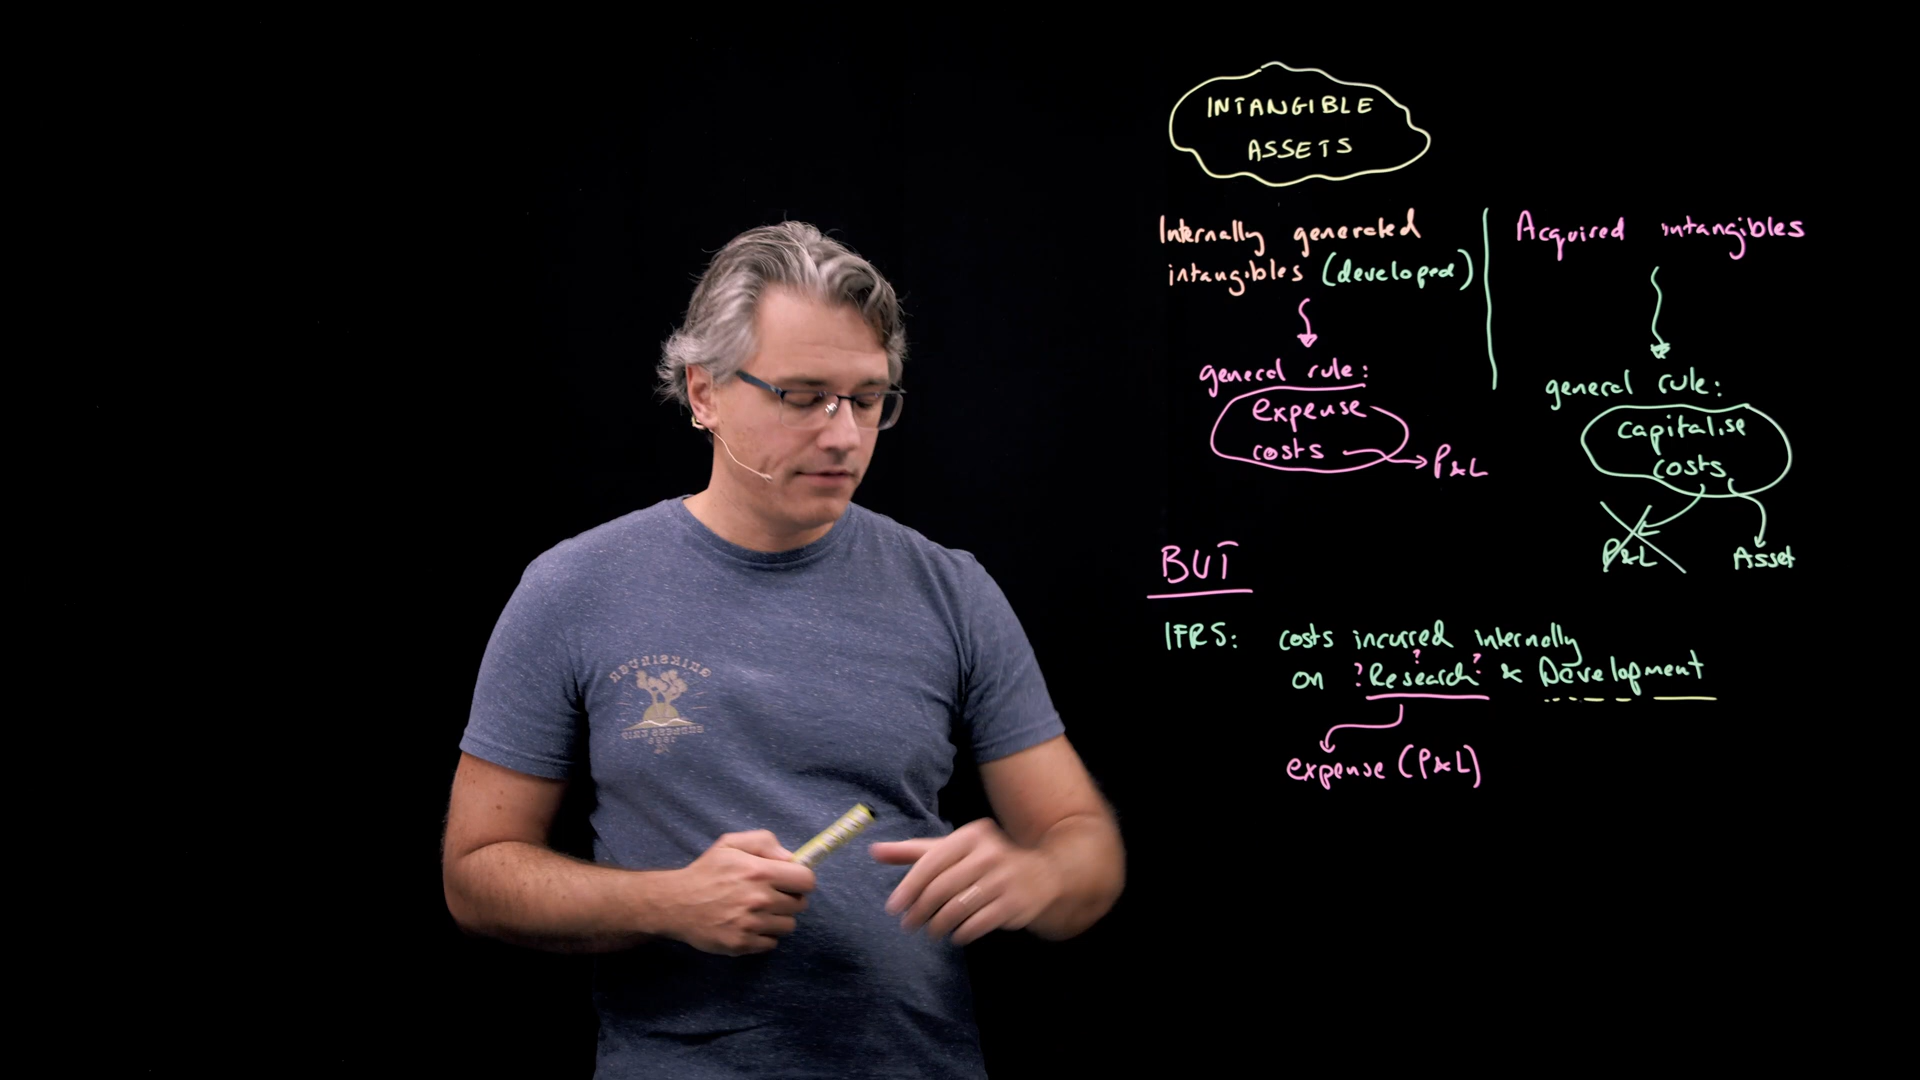 INTANGIBLE
ASSETS
Internally generated
intangibles (developed)
general rule:
expense
costs → P&L
Acquired intangibles
general rule:
capitalise
costs
P&L Asset
BUT
IFRS: costs incurred internally
on ?Research? & Development
? 
expense (P&L)